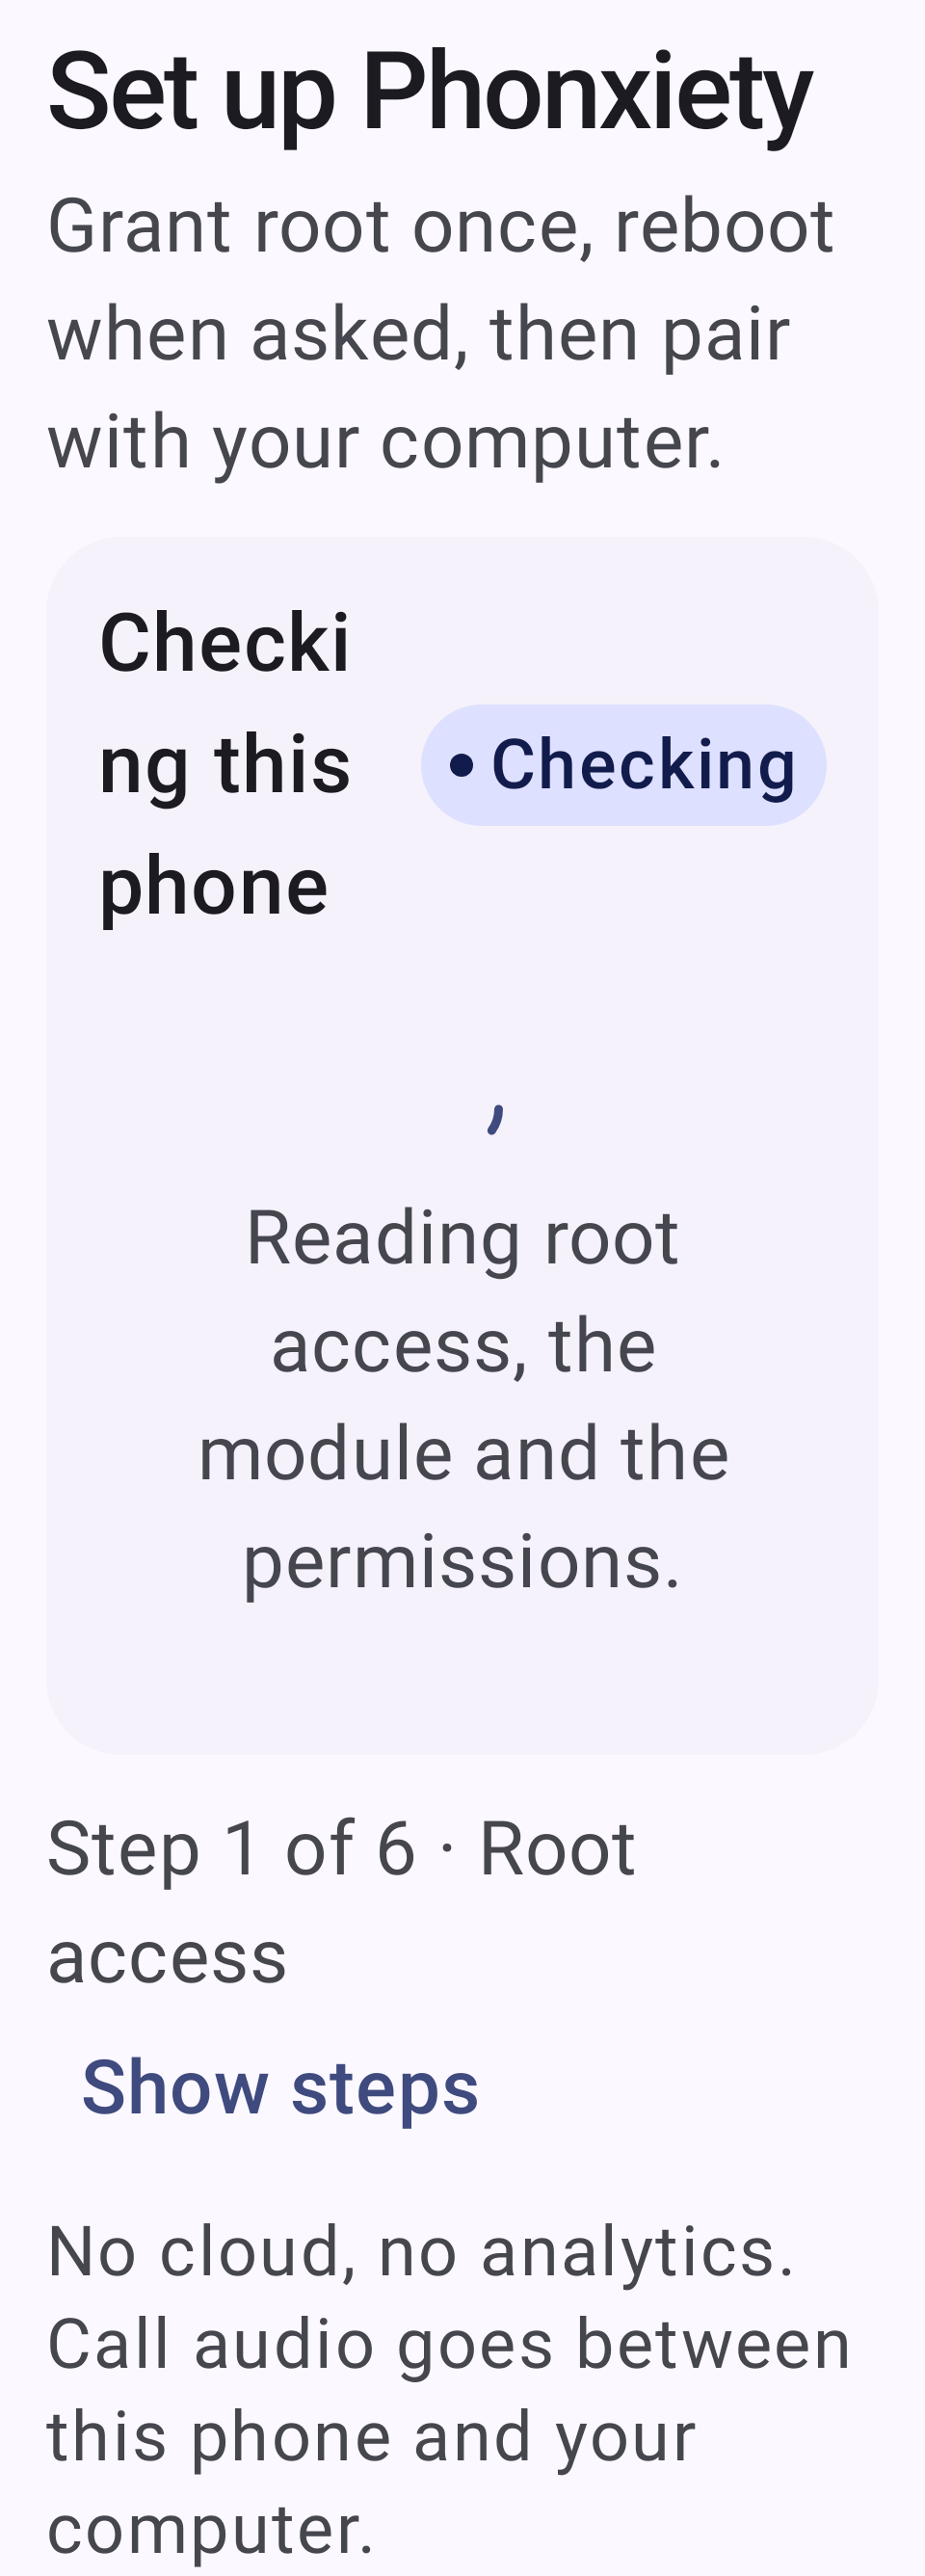 Set up Phonxiety
Grant root once, reboot
when asked, then pair
with your computer.
Checki
ng this
phone
• Checking
Reading root
access, the
module and the
permissions.
Step 1 of 6 · Root
access
Show steps
No cloud, no analytics.
Call audio goes between
this phone and your
computer.